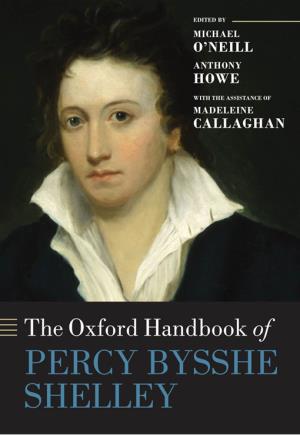 EDITED BY
MICHAEL
O'NEILL
ANTHONY
HOWE
WITH THE ASSISTANCE OF
MADELEINE
CALLAGHAN
The Oxford Handbook of
PERCY BYSSHE
SHELLEY